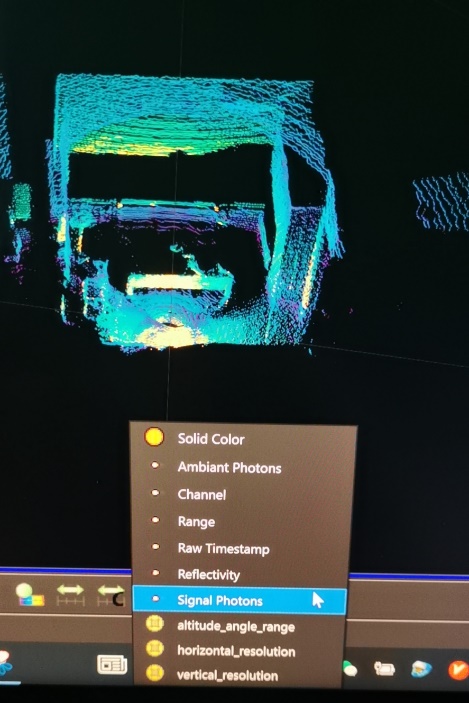 Solid Color
Ambiant Photons
Channel
Range
Raw Timestamp
Reflectivity
Signal Photons
altitude_angle_range
horizontal_resolution
vertical_resolution
C